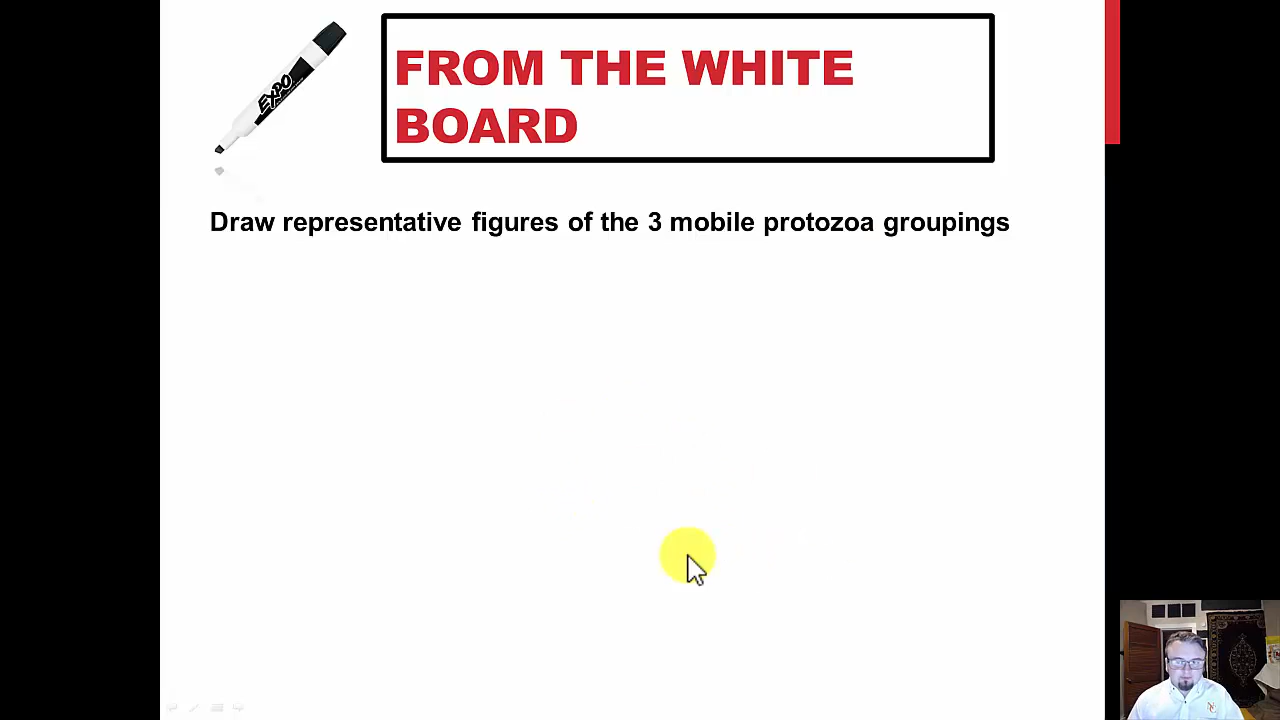 FROM THE WHITE
BOARD
EXPO
Draw representative figures of the 3 mobile protozoa groupings